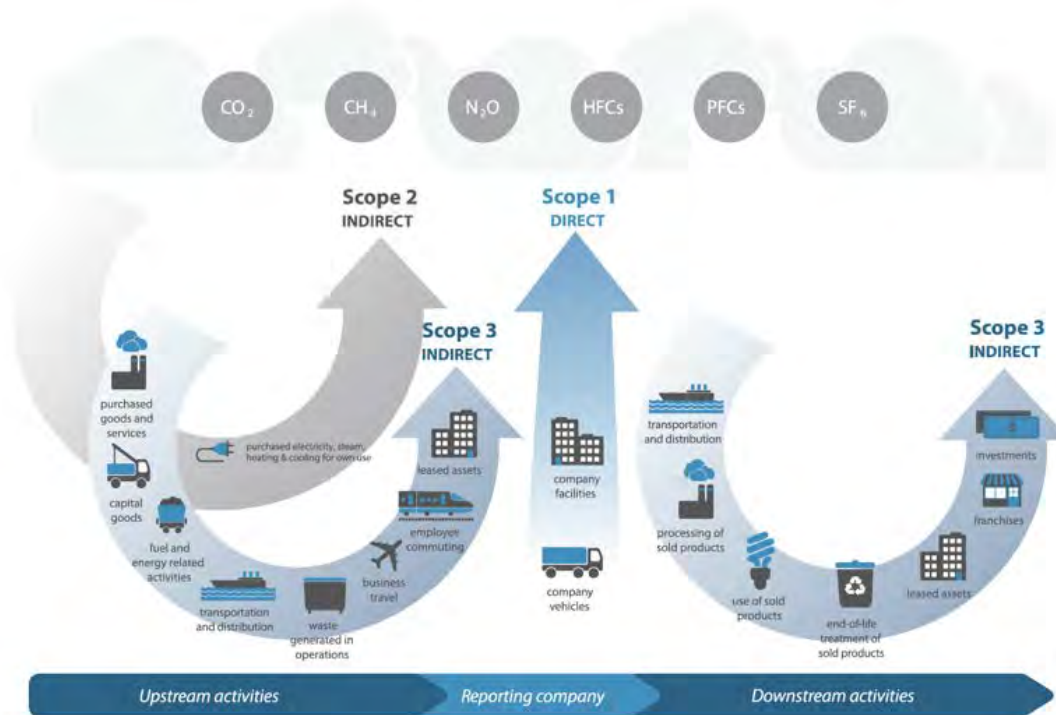 CO₂
CH₄
N₂O
HFCs
PFCs
SF₆
Scope 2
INDIRECT
Scope 1
DIRECT
Scope 3
INDIRECT
Scope 3
INDIRECT
purchased
goods and
services
capital
goods
fuel and
energy related
activities
purchased electricity, steam,
heating & cooling for own use
transportation
and distribution
waste
generated in
operations
business
travel
employee
commuting
leased assets
company
facilities
company
vehicles
transportation
and distribution
processing of
sold products
use of sold
products
end-of-life
treatment of
sold products
leased assets
franchises
investments
Upstream activities
Reporting company
Downstream activities